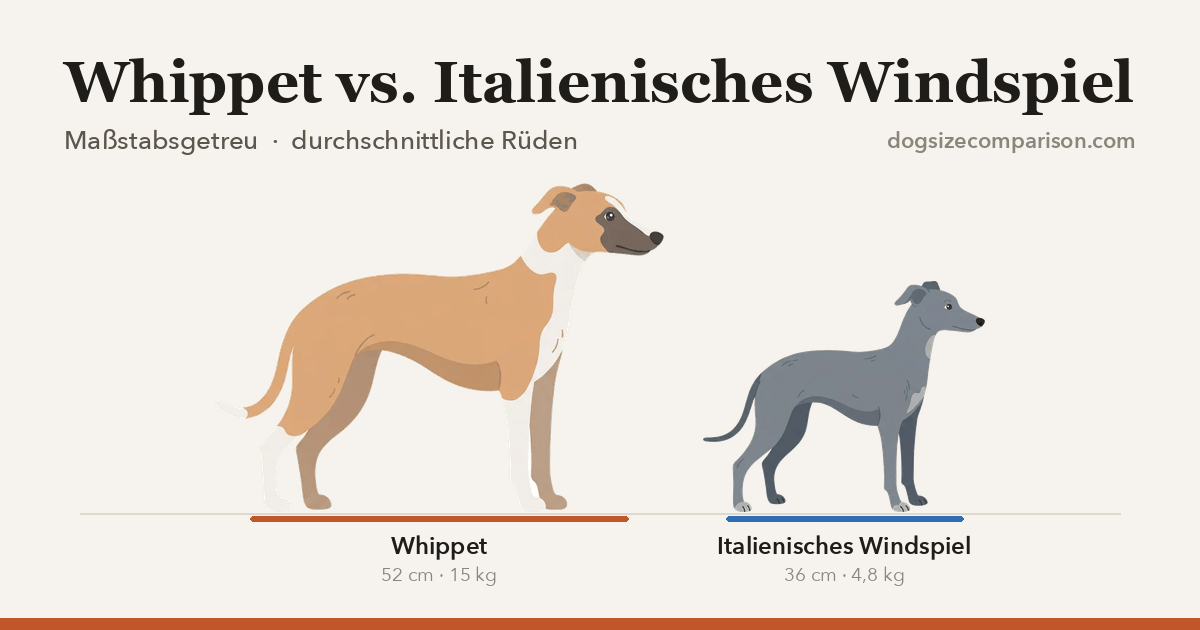 Whippet vs. Italienisches Windspiel
Maßstabsgetreu · durchschnittliche Rüden
dogsizecomparison.com
Whippet
52 cm · 15 kg
Italienisches Windspiel
36 cm · 4,8 kg